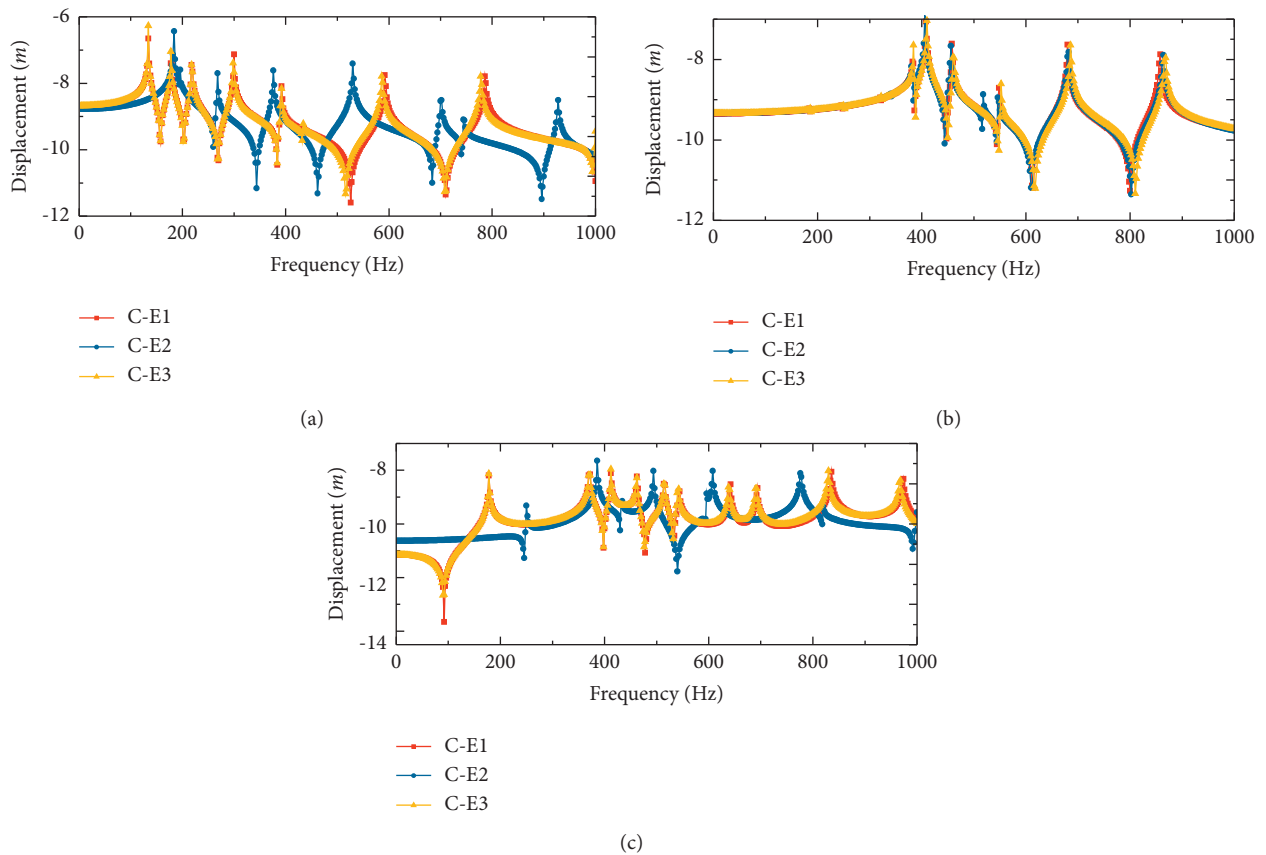 -6
-8
-10
-12
Displacement (m)
0 200 400 600 800 1000
Frequency (Hz)
C-E1
C-E2
C-E3
(a)
-8
-10
-12
Displacement (m)
0 200 400 600 800 1000
Frequency (Hz)
C-E1
C-E2
C-E3
(b)
-8
-10
-12
-14
Displacement (m)
0 200 400 600 800 1000
Frequency (Hz)
C-E1
C-E2
C-E3
(c)